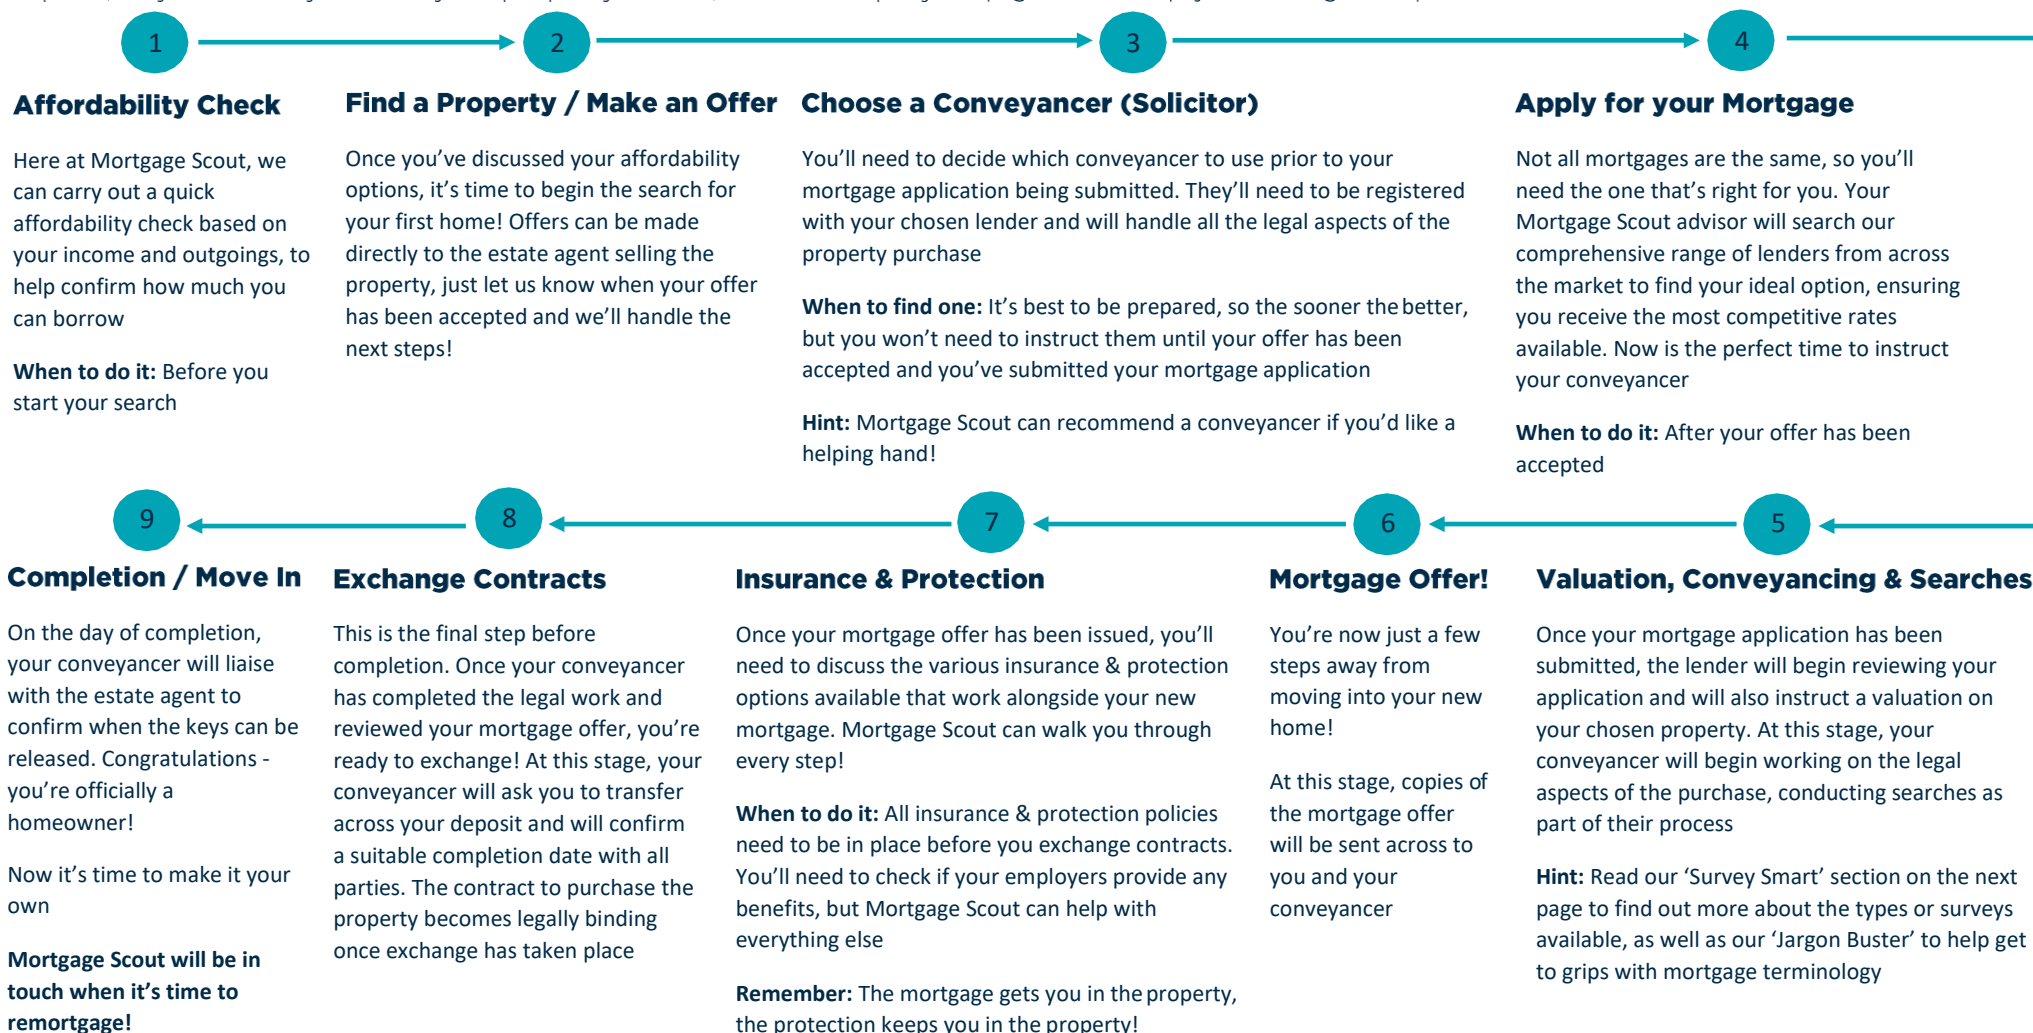 1
2
3
4
Affordability Check
Here at Mortgage Scout, we
can carry out a quick
affordability check based on
your income and outgoings, to
help confirm how much you
can borrow
When to do it: Before you
start your search
Find a Property / Make an Offer
Once you’ve discussed your affordability
options, it’s time to begin the search for
your first home! Offers can be made
directly to the estate agent selling the
property, just let us know when your offer
has been accepted and we’ll handle the
next steps!
Choose a Conveyancer (Solicitor)
You’ll need to decide which conveyancer to use prior to your
mortgage application being submitted. They’ll need to be registered
with your chosen lender and will handle all the legal aspects of the
property purchase
When to find one: It’s best to be prepared, so the sooner the better,
but you won’t need to instruct them until your offer has been
accepted and you’ve submitted your mortgage application
Hint: Mortgage Scout can recommend a conveyancer if you’d like a
helping hand!
Apply for your Mortgage
Not all mortgages are the same, so you’ll
need the one that’s right for you. Your
Mortgage Scout advisor will search our
comprehensive range of lenders from across
the market to find your ideal option, ensuring
you receive the most competitive rates
available. Now is the perfect time to instruct
your conveyancer
When to do it: After your offer has been
accepted
9
8
7
6
5
Completion / Move In
On the day of completion,
your conveyancer will liaise
with the estate agent to
confirm when the keys can be
released. Congratulations -
you’re officially a
homeowner!
Now it’s time to make it your
own
Mortgage Scout will be in
touch when it’s time to
remortgage!
Exchange Contracts
This is the final step before
completion. Once your conveyancer
has completed the legal work and
reviewed your mortgage offer, you’re
ready to exchange! At this stage, your
conveyancer will ask you to transfer
across your deposit and will confirm
a suitable completion date with all
parties. The contract to purchase the
property becomes legally binding
once exchange has taken place
Insurance & Protection
Once your mortgage offer has been issued, you’ll
need to discuss the various insurance & protection
options available that work alongside your new
mortgage. Mortgage Scout can walk you through
every step!
When to do it: All insurance & protection policies
need to be in place before you exchange contracts.
You’ll need to check if your employers provide any
benefits, but Mortgage Scout can help with
everything else
Remember: The mortgage gets you in the property,
the protection keeps you in the property!
Mortgage Offer!
You’re now just a few
steps away from
moving into your new
home!
At this stage, copies of
the mortgage offer
will be sent across to
you and your
conveyancer
Valuation, Conveyancing & Searches
Once your mortgage application has been
submitted, the lender will begin reviewing your
application and will also instruct a valuation on
your chosen property. At this stage, your
conveyancer will begin working on the legal
aspects of the purchase, conducting searches as
part of their process
Hint: Read our ‘Survey Smart’ section on the next
page to find out more about the types or surveys
available, as well as our ‘Jargon Buster’ to help get
to grips with mortgage terminology